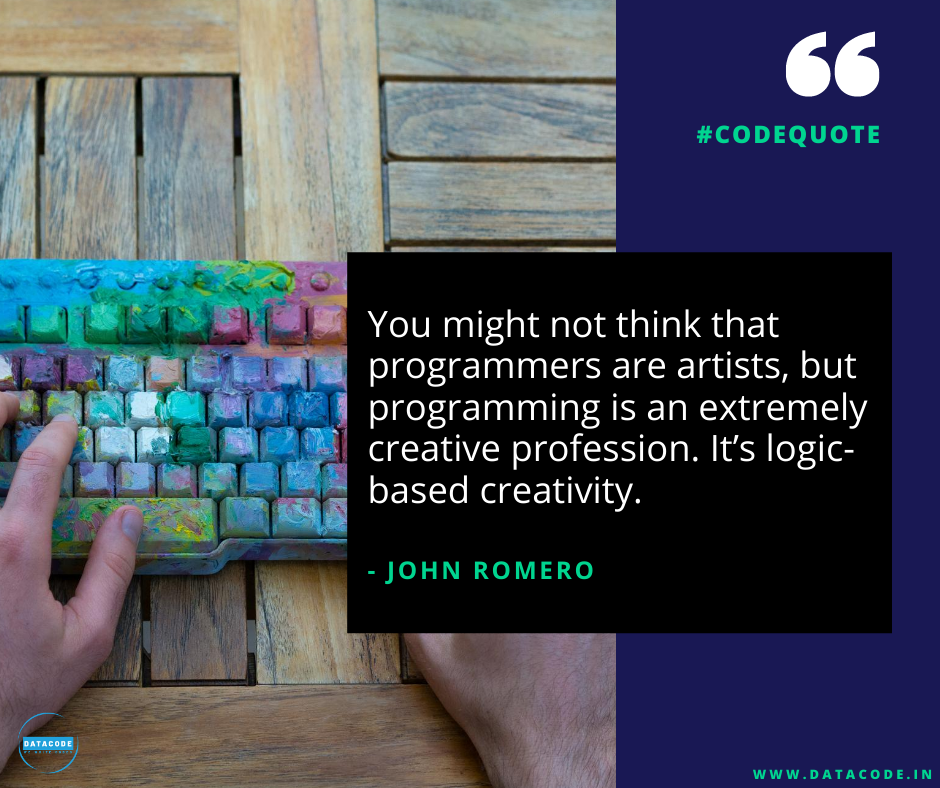 #CODEQUOTE
You might not think that
programmers are artists, but
programming is an extremely
creative profession. It’s logic-
based creativity.
- JOHN ROMERO
DATACODE
WWW.DATACODE.IN